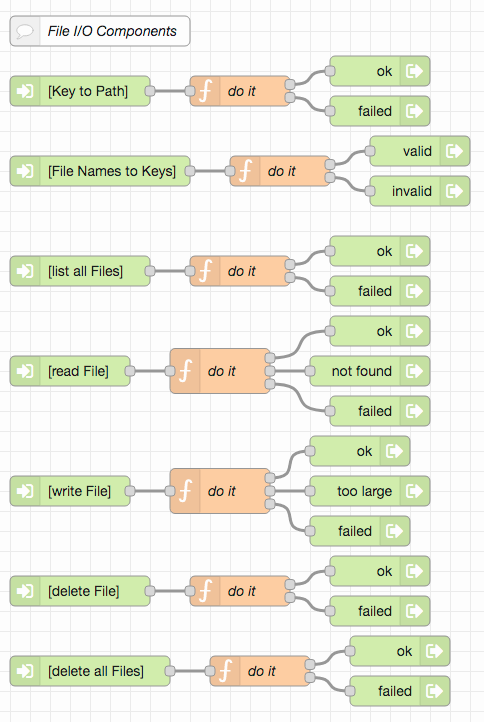 File I/O Components
ok
[Key to Path] do it
failed
valid
[File Names to Keys] do it
invalid
ok
[list all Files] do it
failed
ok
[read File] do it not found
failed
ok
[write File] do it too large
failed
ok
[delete File] do it
failed
ok
[delete all Files] do it
failed